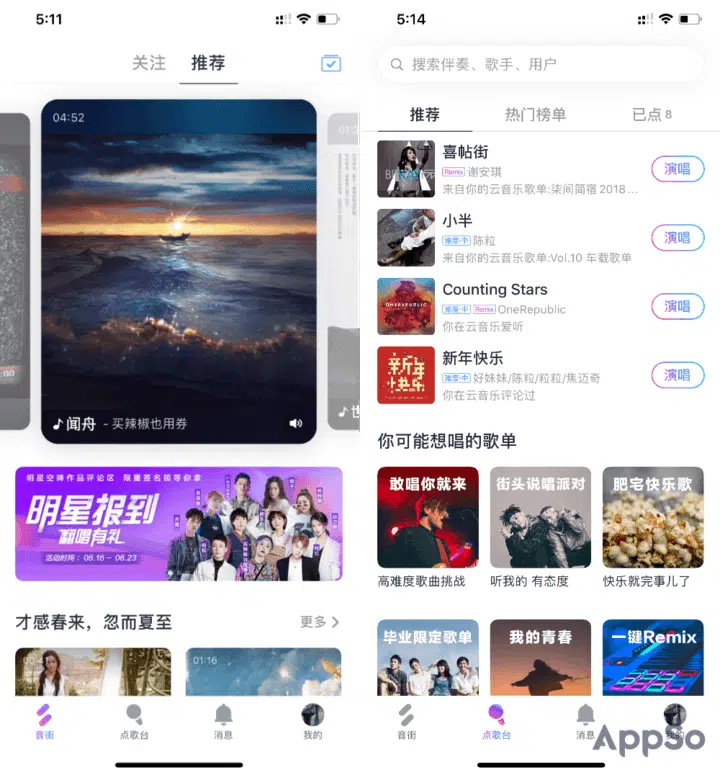 5:11
关注
推荐
04:52
闻舟 - 买辣椒也用券
明星空降作品评论区 限量签名照等你拿
明星报到
翻唱有礼
活动时间：06.16 – 06.23
才感春来，忽而夏至
更多
01:16
音街
点歌台
消息
我的
5:14
搜索伴奏、歌手、用户
推荐
热门榜单
已点 8
喜帖街
Remix 谢安琪
来自你的云音乐歌单:柒间简宿 2018...
演唱
小半
难度·中 陈粒
来自你的云音乐歌单:Vol.10 车载歌单
演唱
Counting Stars
难度·中 Remix OneRepublic
你在云音乐爱听
演唱
ONEREPUBLIC
新年快乐
难度·中 好妹妹/陈粒/粒粒/焦迈奇
你在云音乐评论过
演唱
新年快乐
你可能想唱的歌单
敢唱你就来
街头说唱派对
肥宅快乐歌
高难度歌曲挑战
听我的 有态度
快乐就完事儿了
毕业限定歌单
我的青春
一键Remix
音街
点歌台
消息
我的
AppSo